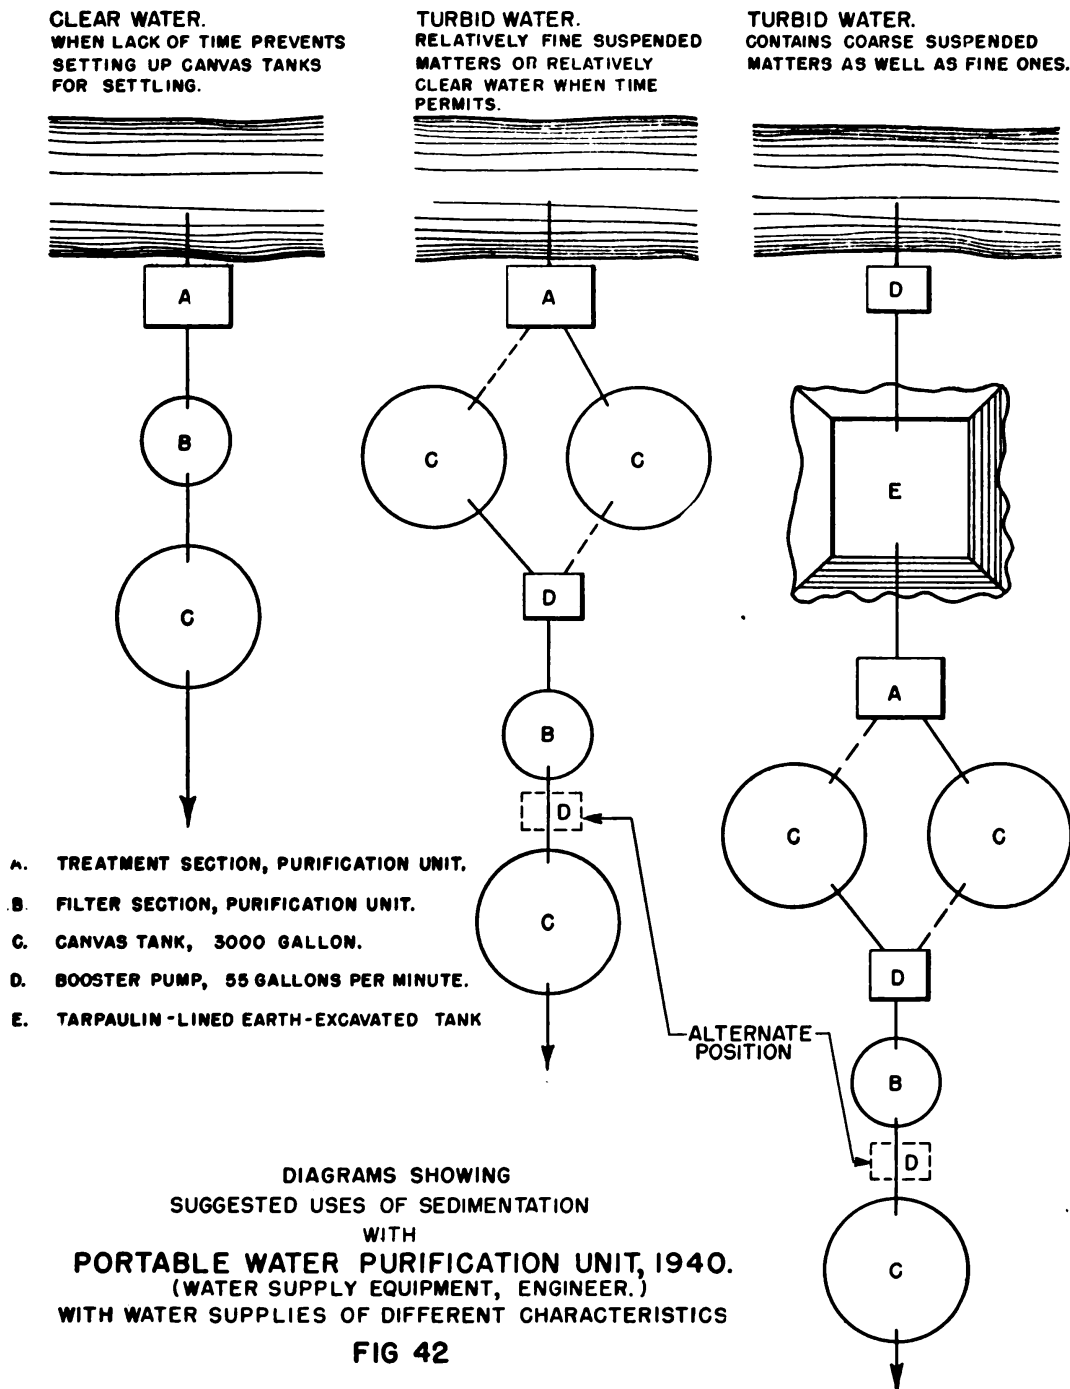 CLEAR WATER.
WHEN LACK OF TIME PREVENTS
SETTING UP CANVAS TANKS
FOR SETTLING.
TURBID WATER.
RELATIVELY FINE SUSPENDED
MATTERS OR RELATIVELY
CLEAR WATER WHEN TIME
PERMITS.
TURBID WATER.
CONTAINS COARSE SUSPENDED
MATTERS AS WELL AS FINE ONES.
A
B
C
A
C
C
D
B
D
C
D
E
A
C
C
D
B
D
C
ALTERNATE
POSITION
A. TREATMENT SECTION, PURIFICATION UNIT.
B. FILTER SECTION, PURIFICATION UNIT.
C. CANVAS TANK, 3000 GALLON.
D. BOOSTER PUMP, 55 GALLONS PER MINUTE.
E. TARPAULIN-LINED EARTH-EXCAVATED TANK
DIAGRAMS SHOWING
SUGGESTED USES OF SEDIMENTATION
WITH
PORTABLE WATER PURIFICATION UNIT, 1940.
(WATER SUPPLY EQUIPMENT, ENGINEER.)
WITH WATER SUPPLIES OF DIFFERENT CHARACTERISTICS
FIG 42